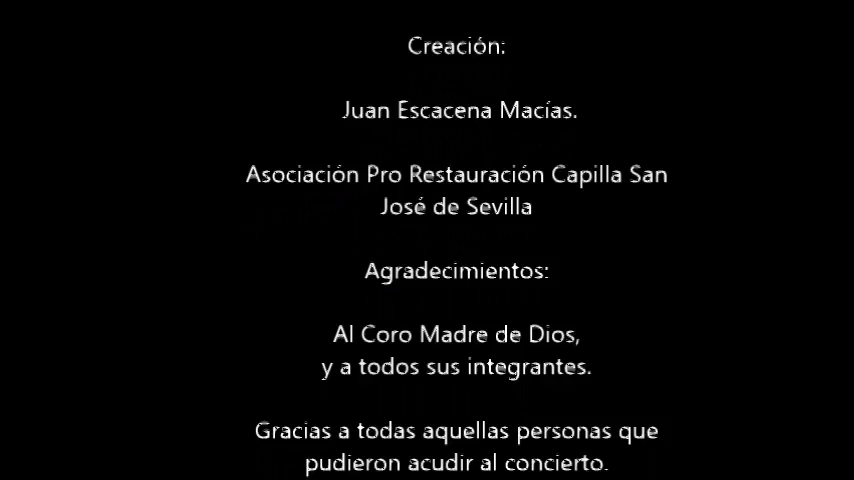 Creación:
Juan Escacena Macías.
Asociación Pro Restauración Capilla San
José de Sevilla
Agradecimientos:
Al Coro Madre de Dios,
y a todos sus integrantes.
Gracias a todas aquellas personas que
pudieron acudir al concierto.